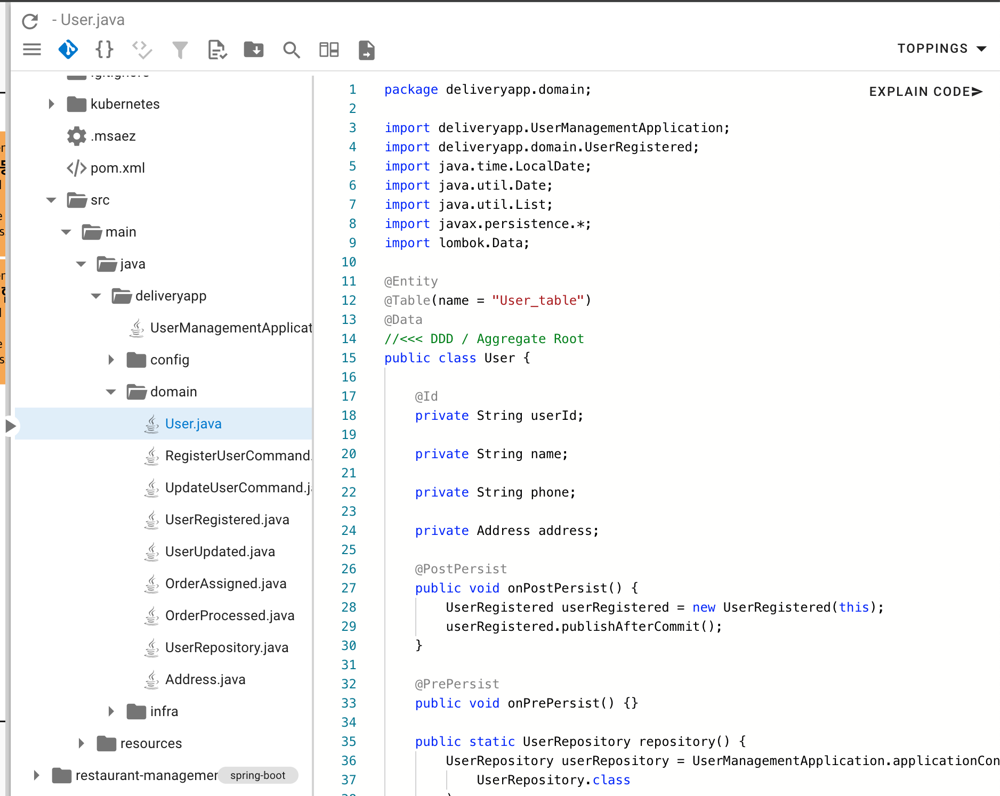 - User.java
TOPPINGS
kubernetes
.msaez
pom.xml
src
main
java
deliveryapp
UserManagementApplicat
config
domain
User.java
RegisterUserCommand.
UpdateUserCommand.j
UserRegistered.java
UserUpdated.java
OrderAssigned.java
OrderProcessed.java
UserRepository.java
Address.java
infra
resources
restaurant-managemer
spring-boot
EXPLAIN CODE
1 package deliveryapp.domain;
2
3 import deliveryapp.UserManagementApplication;
4 import deliveryapp.domain.UserRegistered;
5 import java.time.LocalDate;
6 import java.util.Date;
7 import java.util.List;
8 import javax.persistence.*;
9 import lombok.Data;
10
11 @Entity
12 @Table(name = "User_table")
13 @Data
14 //<<< DDD / Aggregate Root
15 public class User {
16
17 @Id
18 private String userId;
19
20 private String name;
21
22 private String phone;
23
24 private Address address;
25
26 @PostPersist
27 public void onPostPersist() {
28 UserRegistered userRegistered = new UserRegistered(this);
29 userRegistered.publishAfterCommit();
30 }
31
32 @PrePersist
33 public void onPrePersist() {}
34
35 public static UserRepository repository() {
36 UserRepository userRepository = UserManagementApplication.applicationCon
37 UserRepository.class